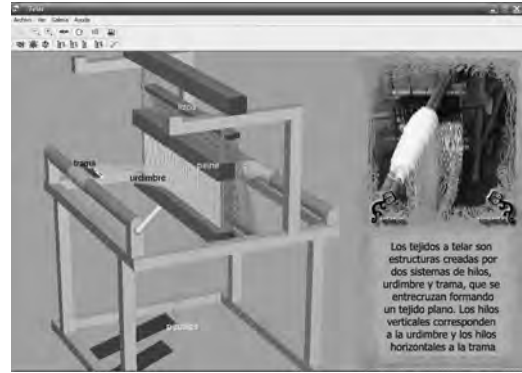 Telar
Archivo Ver Galería Ayuda
lizos
trama
peine
urdimbre
Los tejidos a telar son
estructuras creadas por
dos sistemas de hilos,
urdimbre y trama, que se
entrecruzan formando
un tejido plano. Los hilos
verticales corresponden
a la urdimbre y los hilos
horizontales a la trama